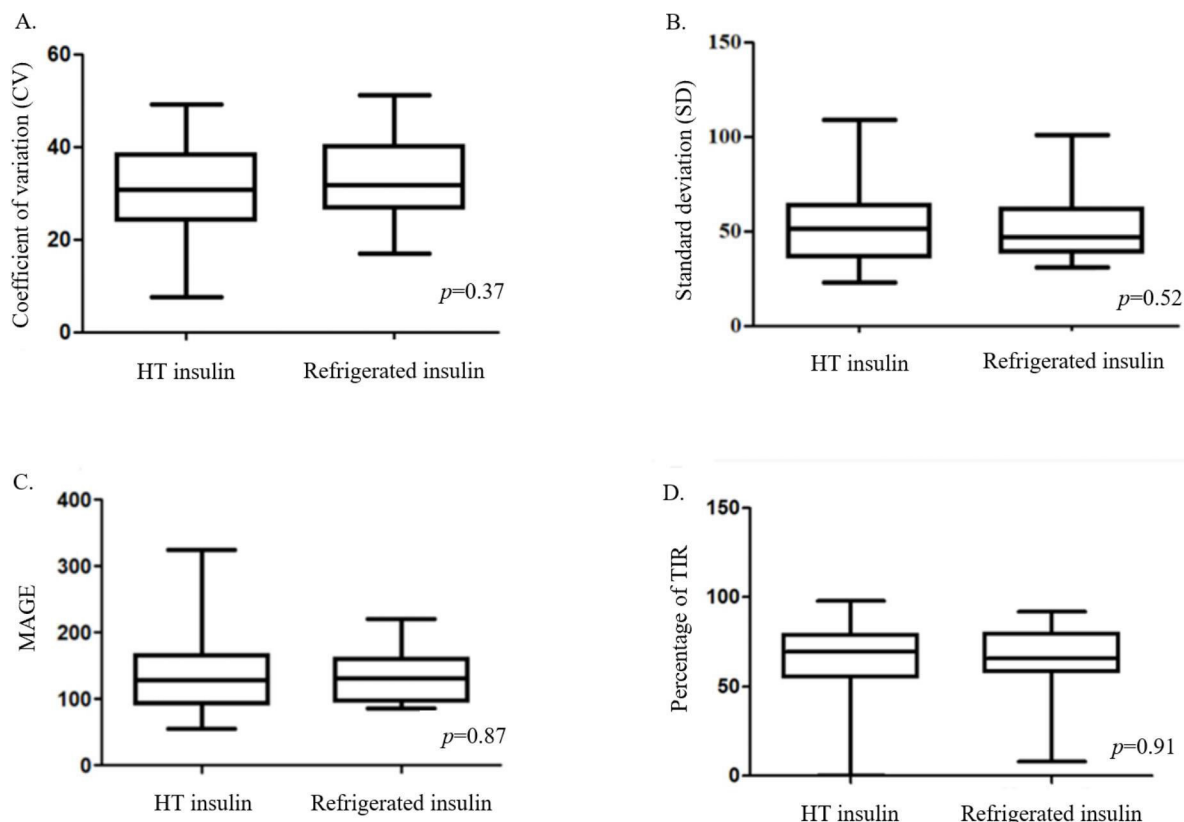 A.
Coefficient of variation (CV)
60
40
20
0
p=0.37
HT insulin Refrigerated insulin
B.
Standard deviation (SD)
150
100
50
0
p=0.52
HT insulin Refrigerated insulin
C.
MAGE
400
300
200
100
0
p=0.87
HT insulin Refrigerated insulin
D.
Percentage of TIR
150
100
50
0
p=0.91
HT insulin Refrigerated insulin